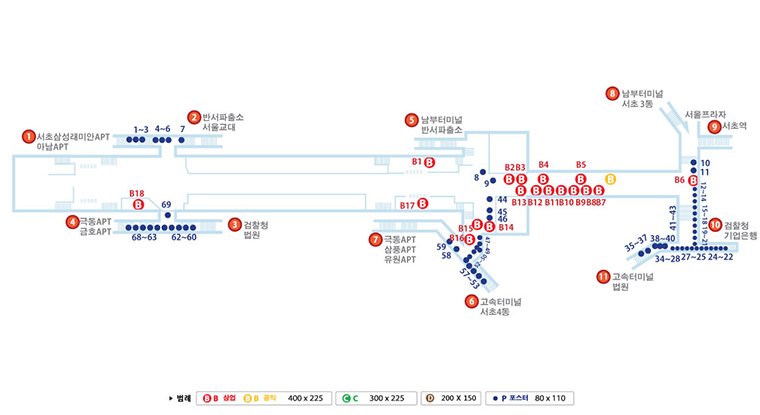 8 남부터미널
서초 3동
2 반서파출소
서울교대
서울프라자
9 서초역
5 남부터미널
반서파출소
1 서초삼성래미안APT
아남APT
1~3 4~6 7
B1 B
B2 B3 B4 B5
B B B B B
8 9
10
11
B6 B
B B B B B B B
B13 B12 B11 B10 B9 B8 B7
12~14
15~18
19~21
B18
B
69
B17 B
44
45
46
B15 B B B14
B16 B
47~49
41~43
4 극동APT
금호APT
68~63 62~60
3 검찰청
법원
7 극동APT
삼풍APT
유원APT
59
58
57~53
10 검찰청
기업은행
35~37 38~40
34~28 27~25 24~22
11 고속터미널
법원
6 고속터미널
서초4동
범례 B B 상업 B B 공익 400 x 225 C C 300 x 225 D 200 X 150 P 포스터 80 x 110